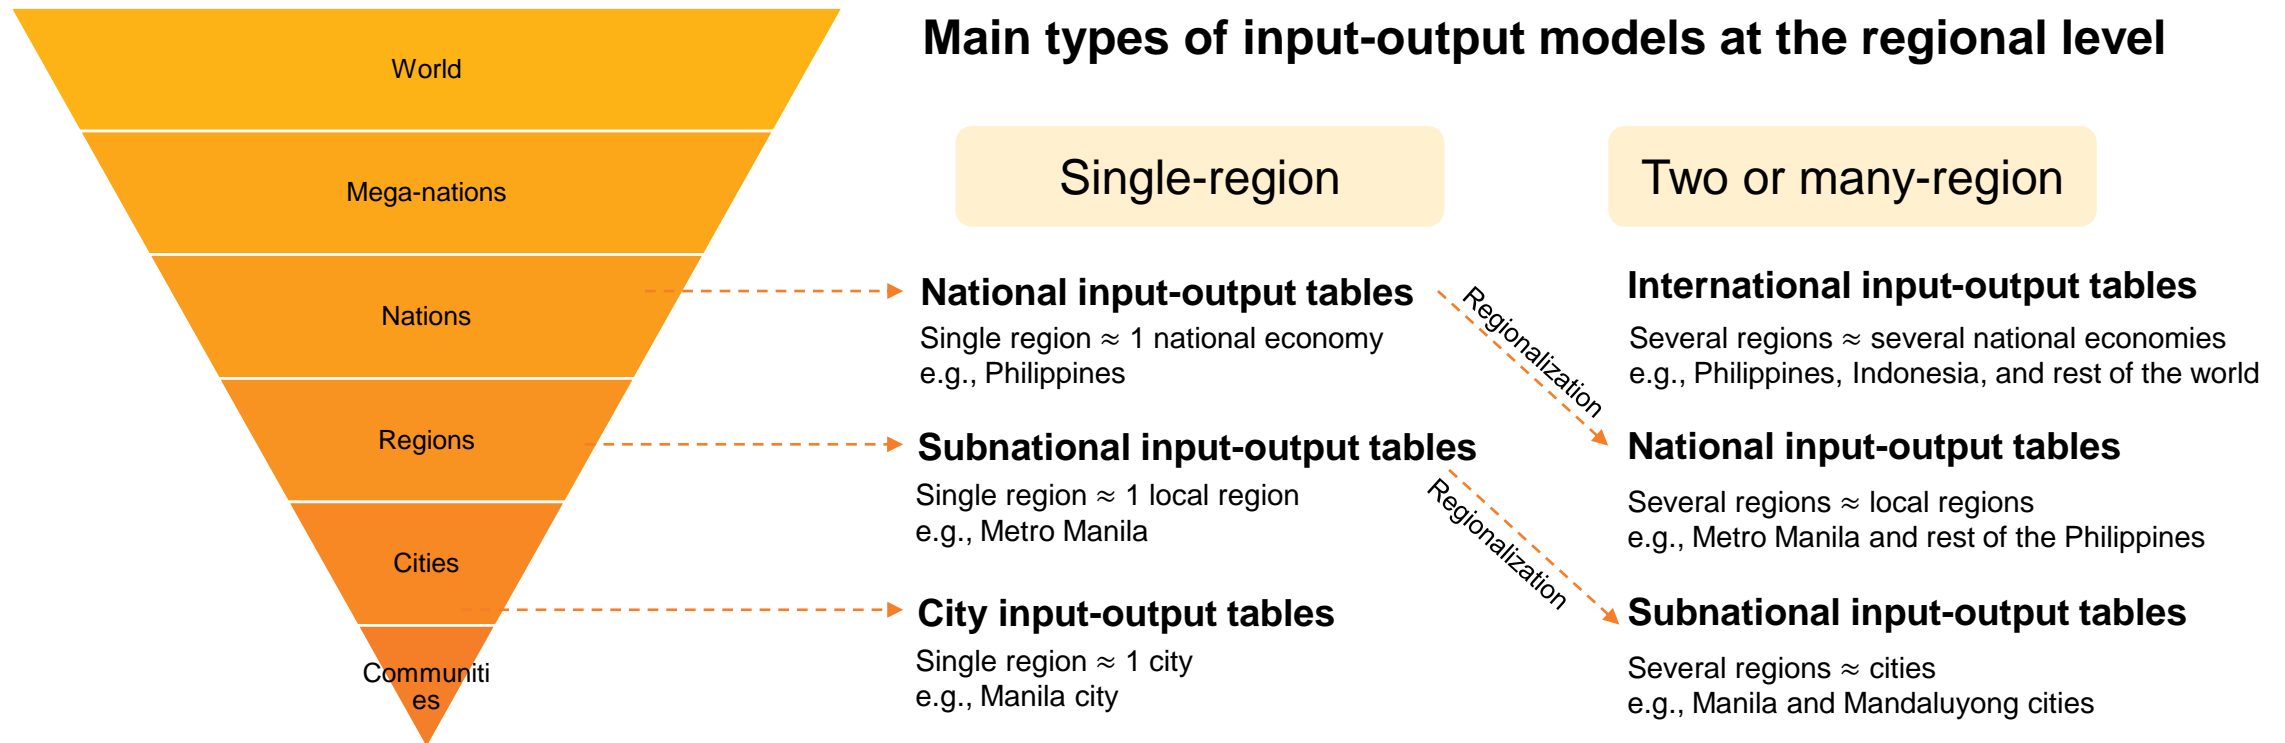 Main types of input-output models at the regional level
World
Mega-nations
Nations
Regions
Cities
Communiti
es
Single-region
National input-output tables
Single region ≈ 1 national economy
e.g., Philippines
Subnational input-output tables
Single region ≈ 1 local region
e.g., Metro Manila
City input-output tables
Single region ≈ 1 city
e.g., Manila city
Regionalization
Regionalization
Two or many-region
International input-output tables
Several regions ≈ several national economies
e.g., Philippines, Indonesia, and rest of the world
National input-output tables
Several regions ≈ local regions
e.g., Metro Manila and rest of the Philippines
Subnational input-output tables
Several regions ≈ cities
e.g., Manila and Mandaluyong cities